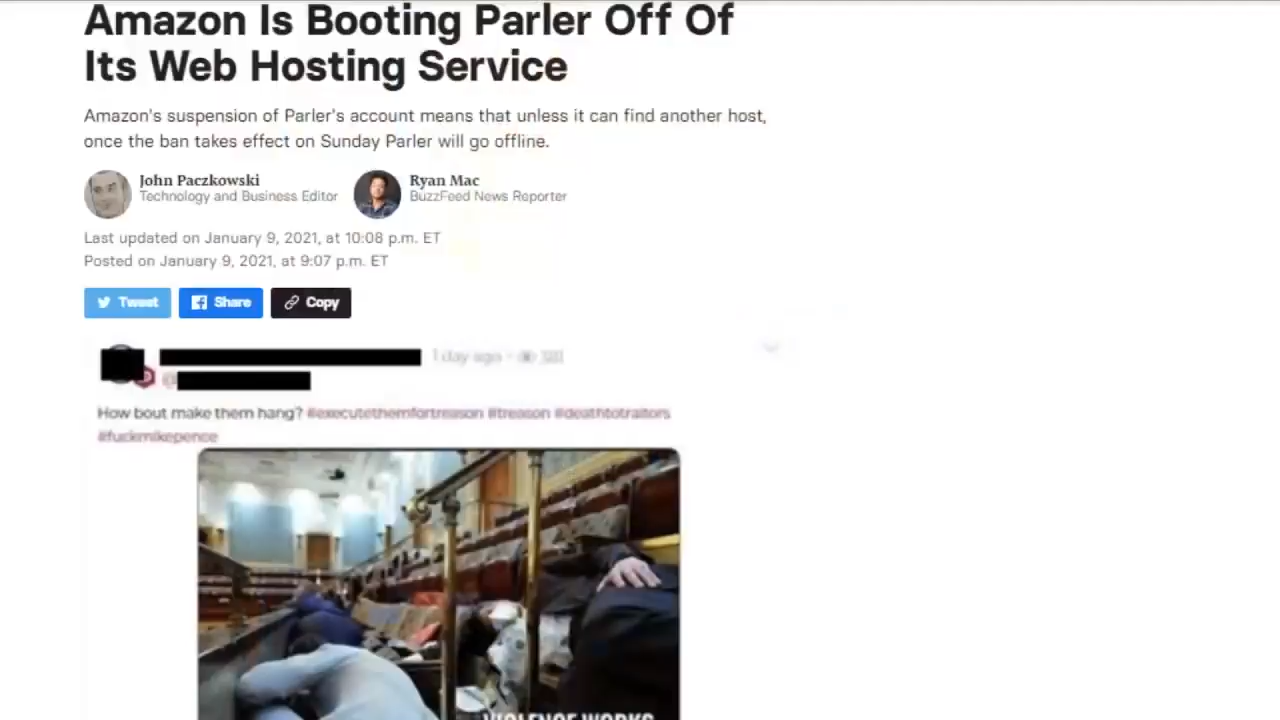 Amazon Is Booting Parler Off Of
Its Web Hosting Service
Amazon's suspension of Parler's account means that unless it can find another host,
once the ban takes effect on Sunday Parler will go offline.
John Paczkowski
Technology and Business Editor
Ryan Mac
BuzzFeed News Reporter
Last updated on January 9, 2021, at 10:08 p.m. ET
Posted on January 9, 2021, at 9:07 p.m. ET
Tweet
Share
Copy
1 day ago ·
@
How bout make them hang? #executethemfortreason #treason #deathtotraitors
#fuckmikepence
VIOLENCE WORKS